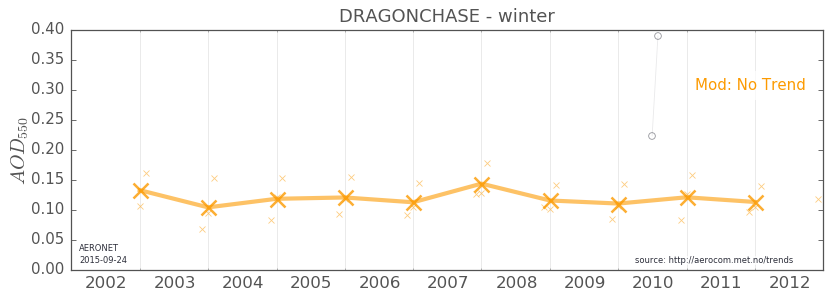 DRAGONCHASE - winter
0.40
0.35
0.30
0.25
0.20
0.15
0.10
0.05
0.00
AOD550
Mod: No Trend
AERONET
2015-09-24
source: http://aerocom.met.no/trends
2002 2003 2004 2005 2006 2007 2008 2009 2010 2011 2012